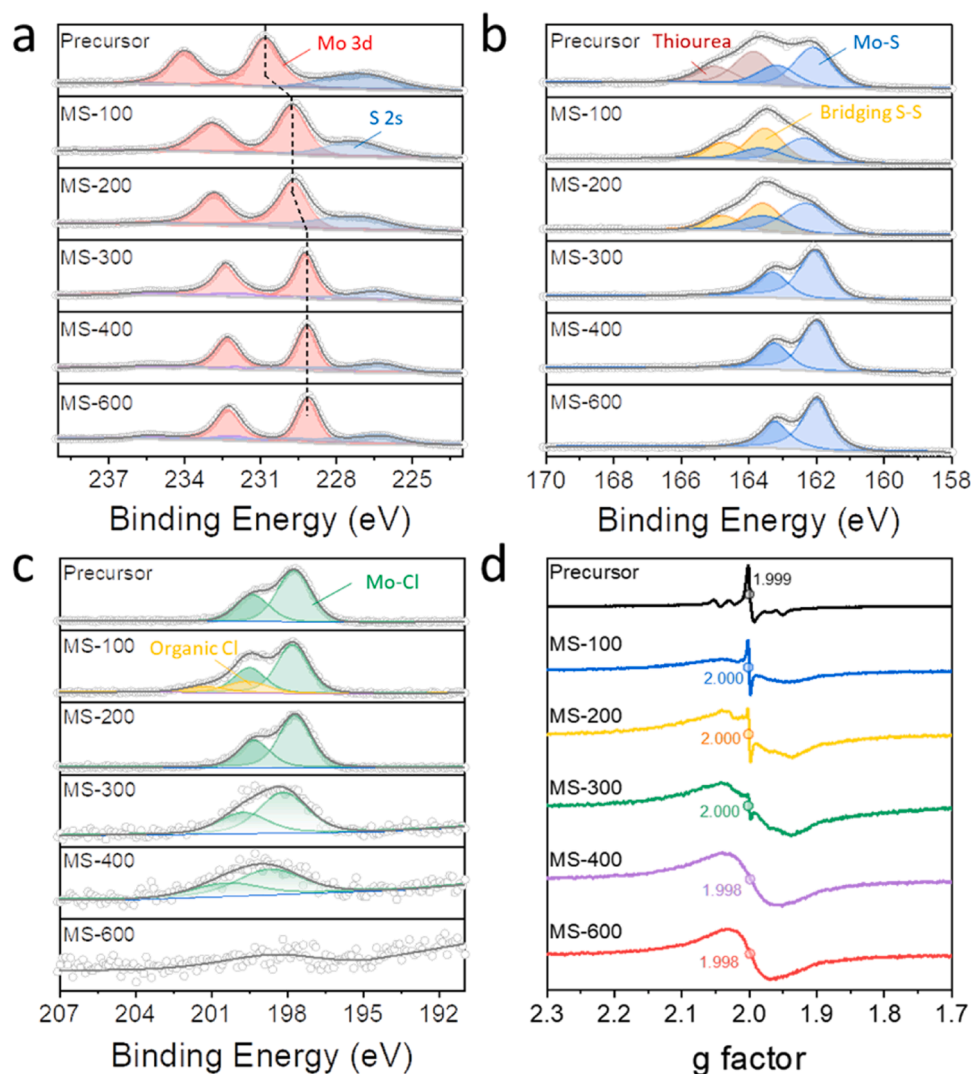 a
Precursor
Mo 3d
MS-100
S 2s
MS-200
MS-300
MS-400
MS-600
237 234 231 228 225
Binding Energy (eV)
b
Precursor
Thiourea
Mo-S
MS-100
Bridging S-S
MS-200
MS-300
MS-400
MS-600
170 168 166 164 162 160 158
Binding Energy (eV)
c
Precursor
Mo-Cl
MS-100
Organic Cl
MS-200
MS-300
MS-400
MS-600
207 204 201 198 195 192
Binding Energy (eV)
d
Precursor
1.999
MS-100
2.000
MS-200
2.000
MS-300
2.000
MS-400
1.998
MS-600
1.998
2.3 2.2 2.1 2.0 1.9 1.8 1.7
g factor